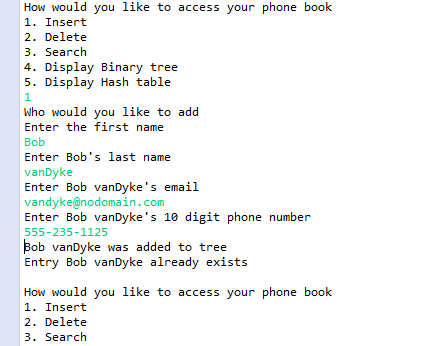 How would you like to access your phone book
1. Insert
2. Delete
3. Search
4. Display Binary tree
5. Display Hash table
1
Who would you like to add
Enter the first name
Bob
Enter Bob's last name
vanDyke
Enter Bob vanDyke's email
vandyke@nodomain.com
Enter Bob vanDyke's 10 digit phone number
555-235-1125
Bob vanDyke was added to tree
Entry Bob vanDyke already exists
How would you like to access your phone book
1. Insert
2. Delete
3. Search